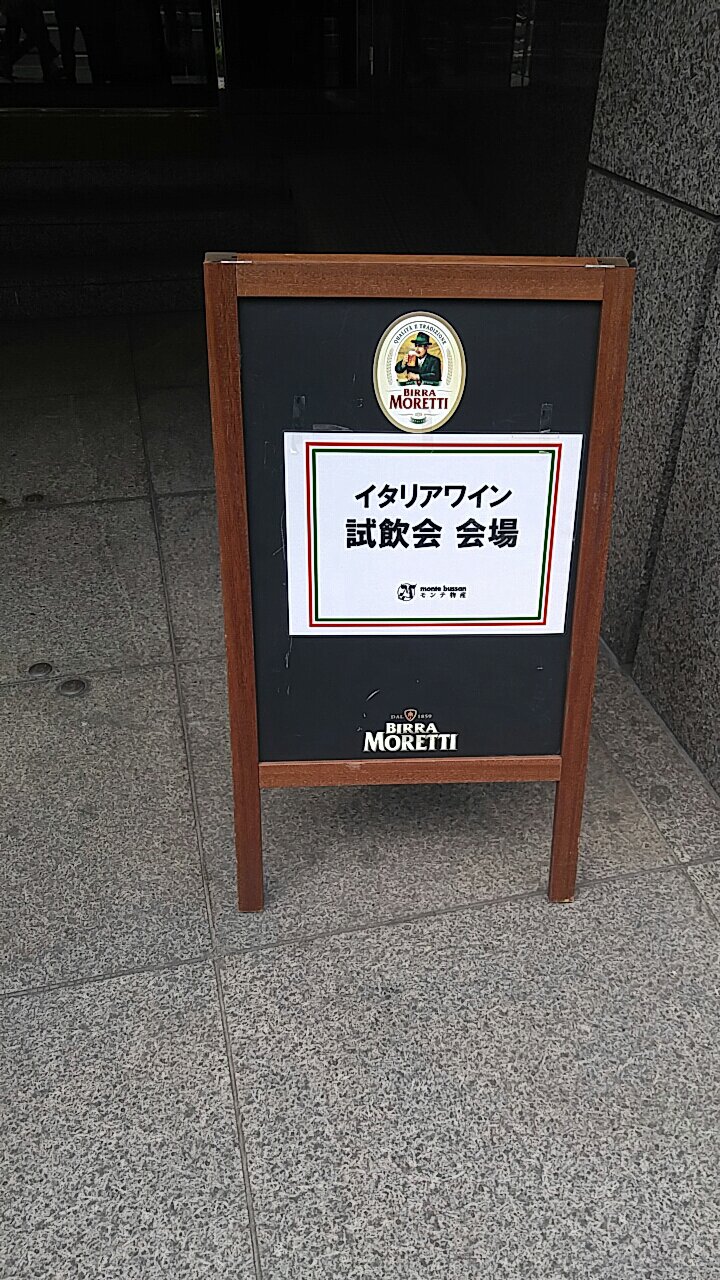 QUALITÀ E TRADIZIONE
BIRRA
MORETTI
イタリアワイン
試飲会 会場
monte bussan
モンテ物産
DAL 1859
BIRRA
MORETTI